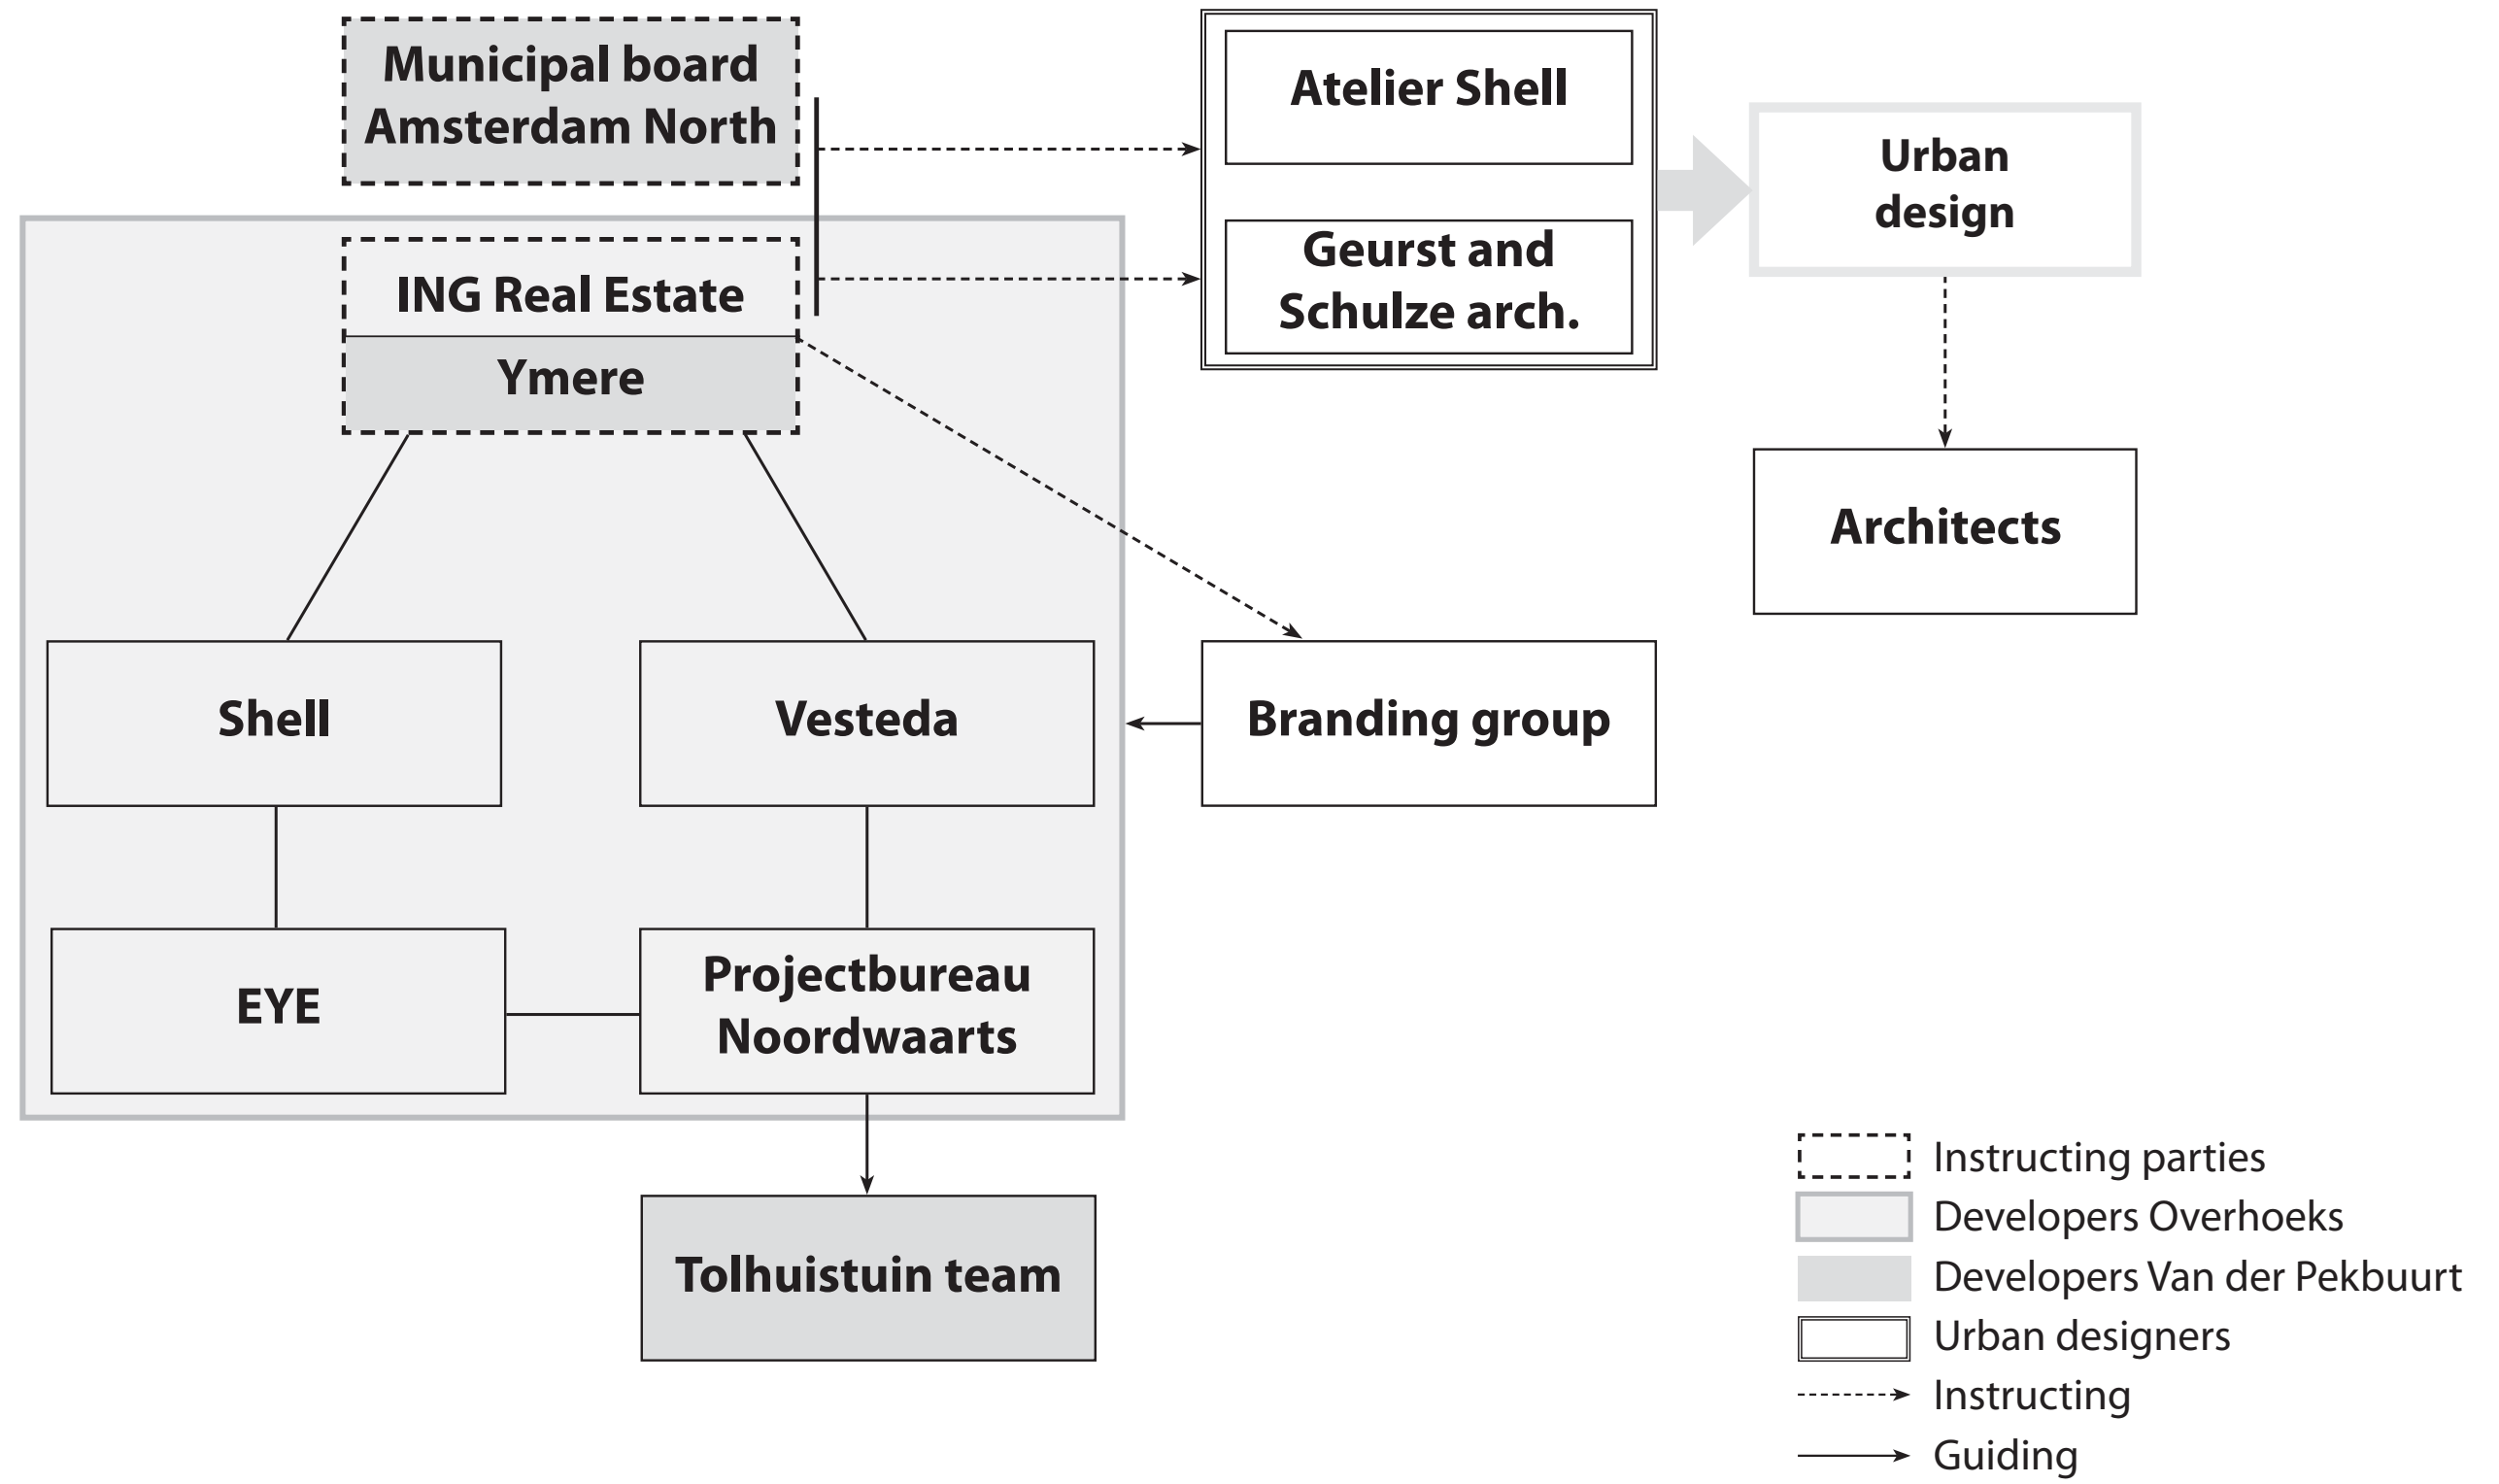 Municipal board
Amsterdam North
ING Real Estate
Ymere
Atelier Shell
Geurst and
Schulze arch.
Urban
design
Architects
Shell
Vesteda
Branding group
EYE
Projectbureau
Noordwaarts
Tolhuistuin team
Instructing parties
Developers Overhoeks
Developers Van der Pekbuurt
Urban designers
Instructing
Guiding